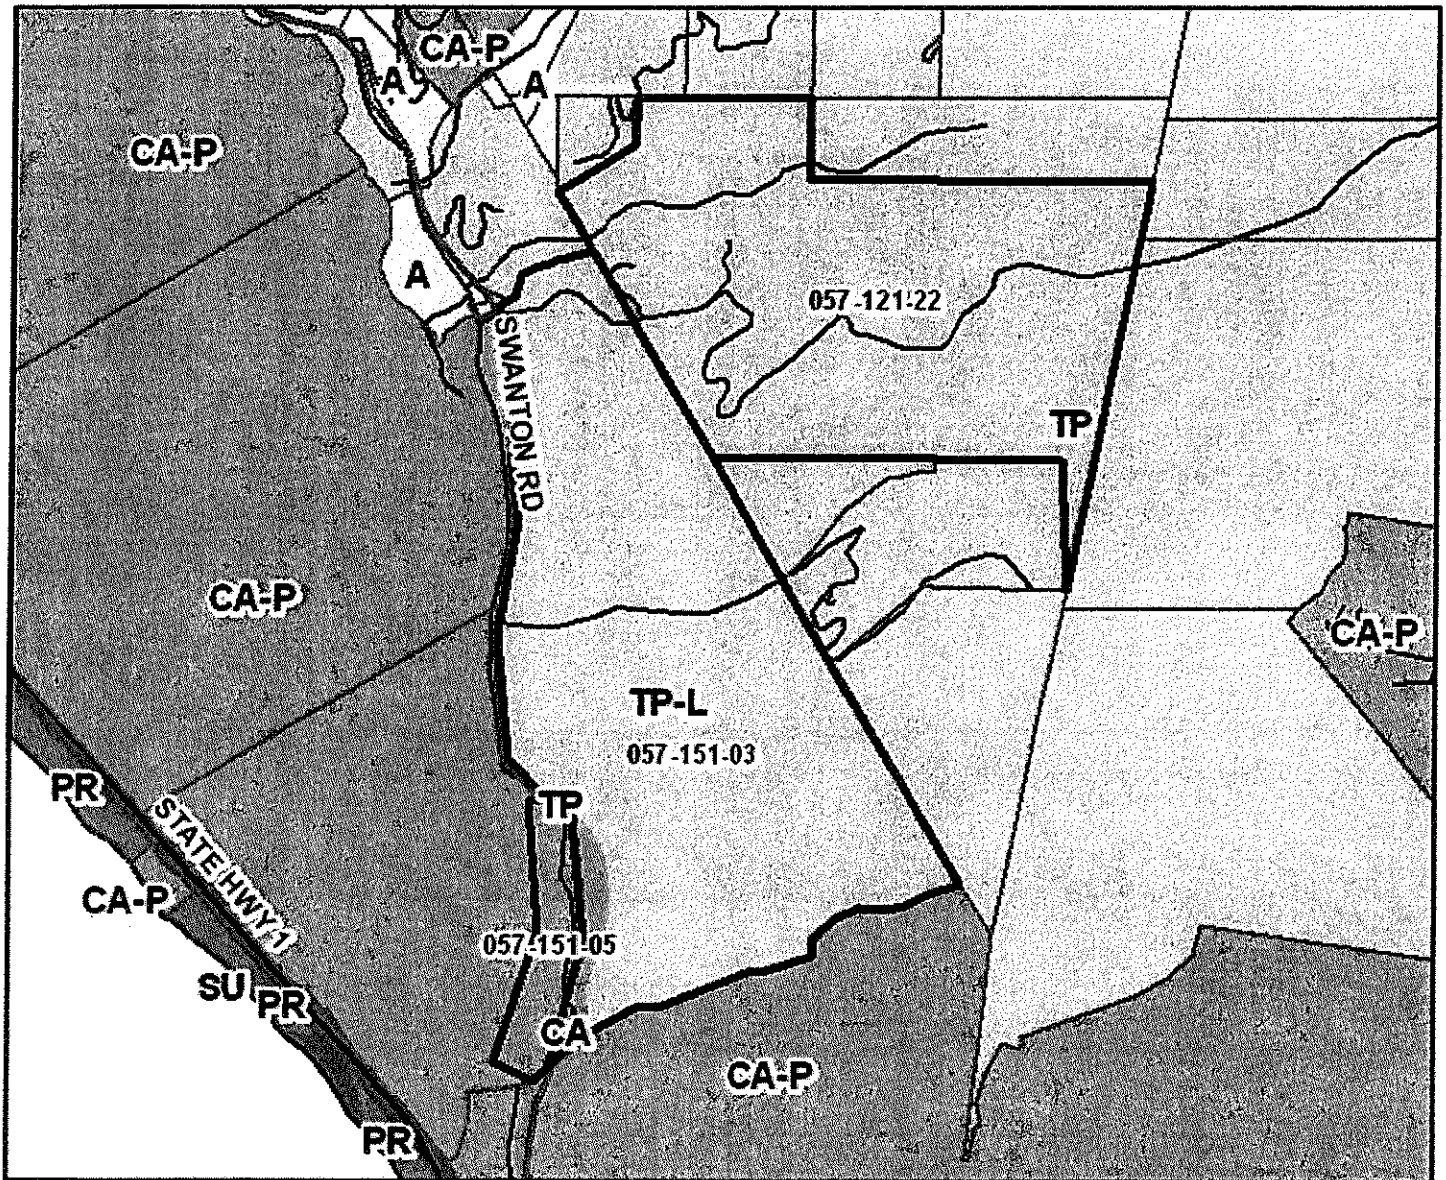 CA-P
A
A
CA-P
A
057-121-22
SWANTON RD
TP
CA-P
CA-P
TP-L
057-151-03
PR
STATE HWY 1
TP
CA-P
057-151-05
SU
PR
CA
CA-P
PR